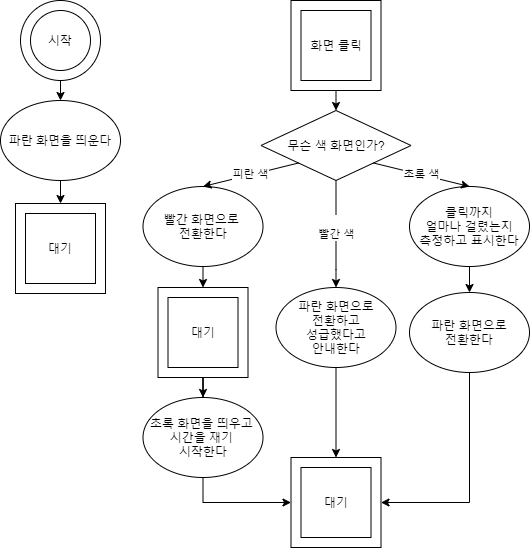 시작
파란 화면을 띄운다
대기
화면 클릭
무슨 색 화면인가?
피란 색
빨간 색
초록 색
빨간 화면으로
전환한다
대기
초록 화면을 띄우고
시간을 재기
시작한다
파란 화면으로
전환하고
성급했다고
안내한다
클릭까지
얼마나 걸렸는지
측정하고 표시한다
파란 화면으로
전환한다
대기